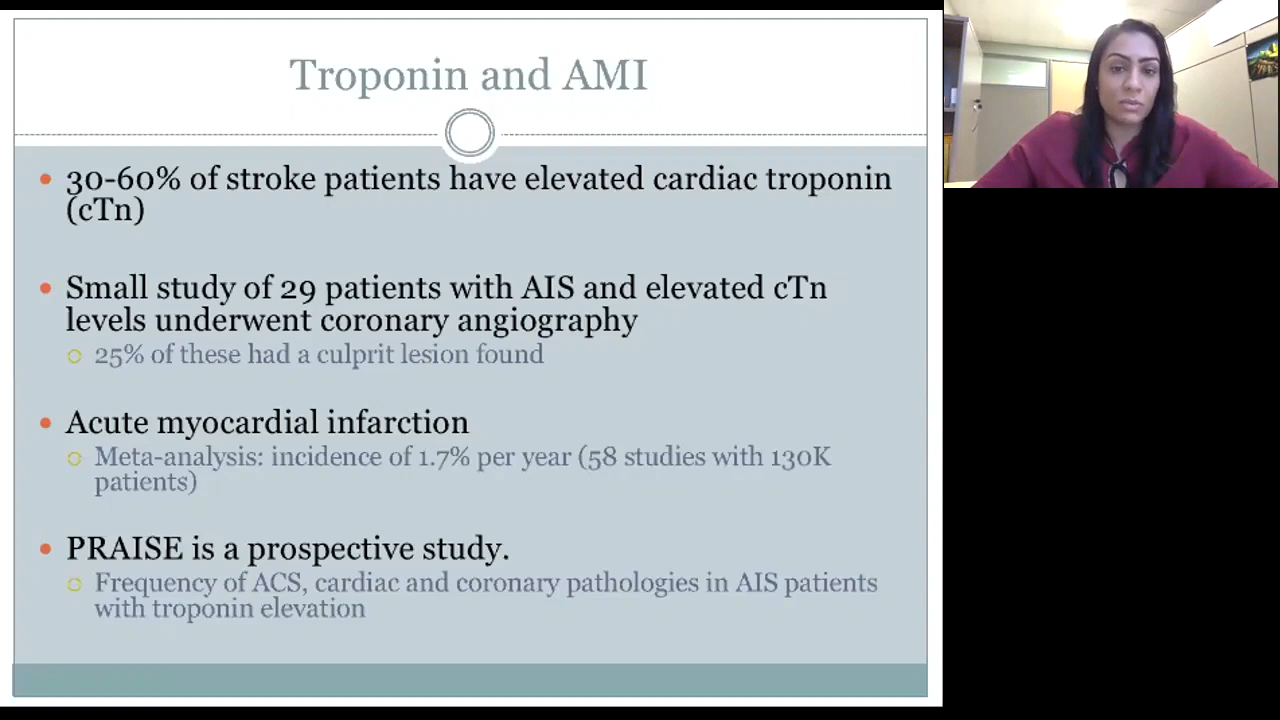 Troponin and AMI
30-60% of stroke patients have elevated cardiac troponin
(cTn)
Small study of 29 patients with AIS and elevated cTn
levels underwent coronary angiography
25% of these had a culprit lesion found
Acute myocardial infarction
Meta-analysis: incidence of 1.7% per year (58 studies with 130K
patients)
PRAISE is a prospective study.
Frequency of ACS, cardiac and coronary pathologies in AIS patients
with troponin elevation